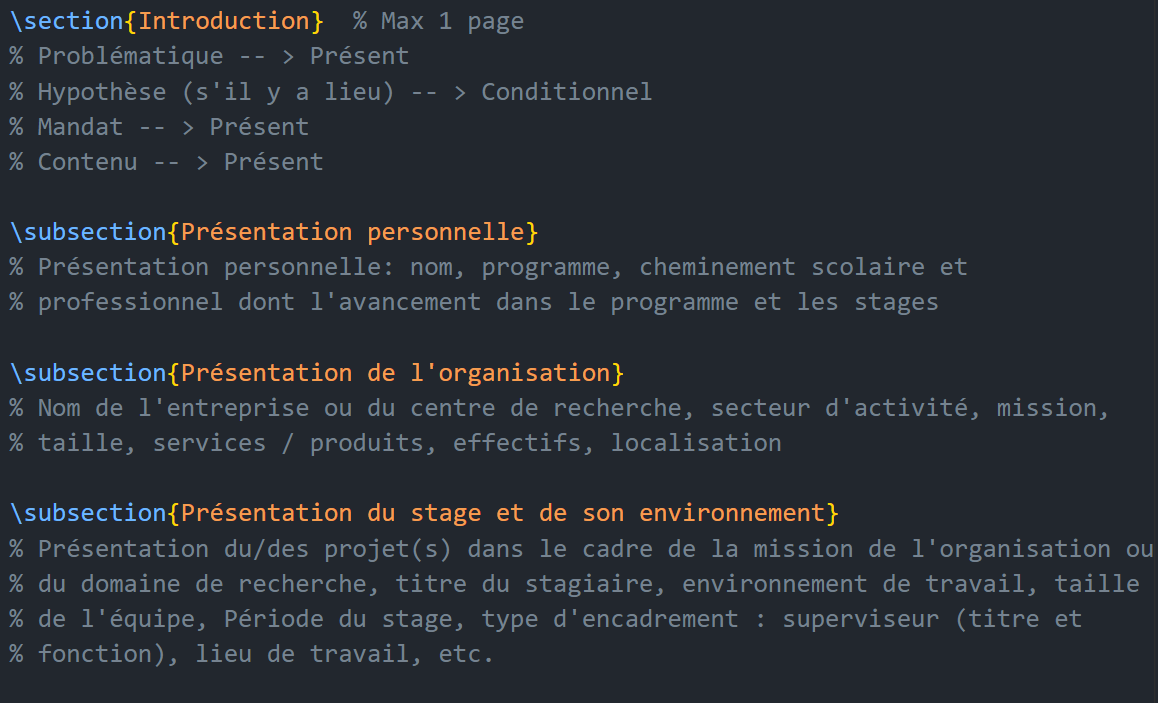 \section{Introduction}  % Max 1 page
% Problématique -- > Présent
% Hypothèse (s'il y a lieu) -- > Conditionnel
% Mandat -- > Présent
% Contenu -- > Présent
\subsection{Présentation personnelle}
% Présentation personnelle: nom, programme, cheminement scolaire et
% professionnel dont l'avancement dans le programme et les stages
\subsection{Présentation de l'organisation}
% Nom de l'entreprise ou du centre de recherche, secteur d'activité, mission,
% taille, services / produits, effectifs, localisation
\subsection{Présentation du stage et de son environnement}
% Présentation du/des projet(s) dans le cadre de la mission de l'organisation ou
% du domaine de recherche, titre du stagiaire, environnement de travail, taille
% de l'équipe, Période du stage, type d'encadrement : superviseur (titre et
% fonction), lieu de travail, etc.